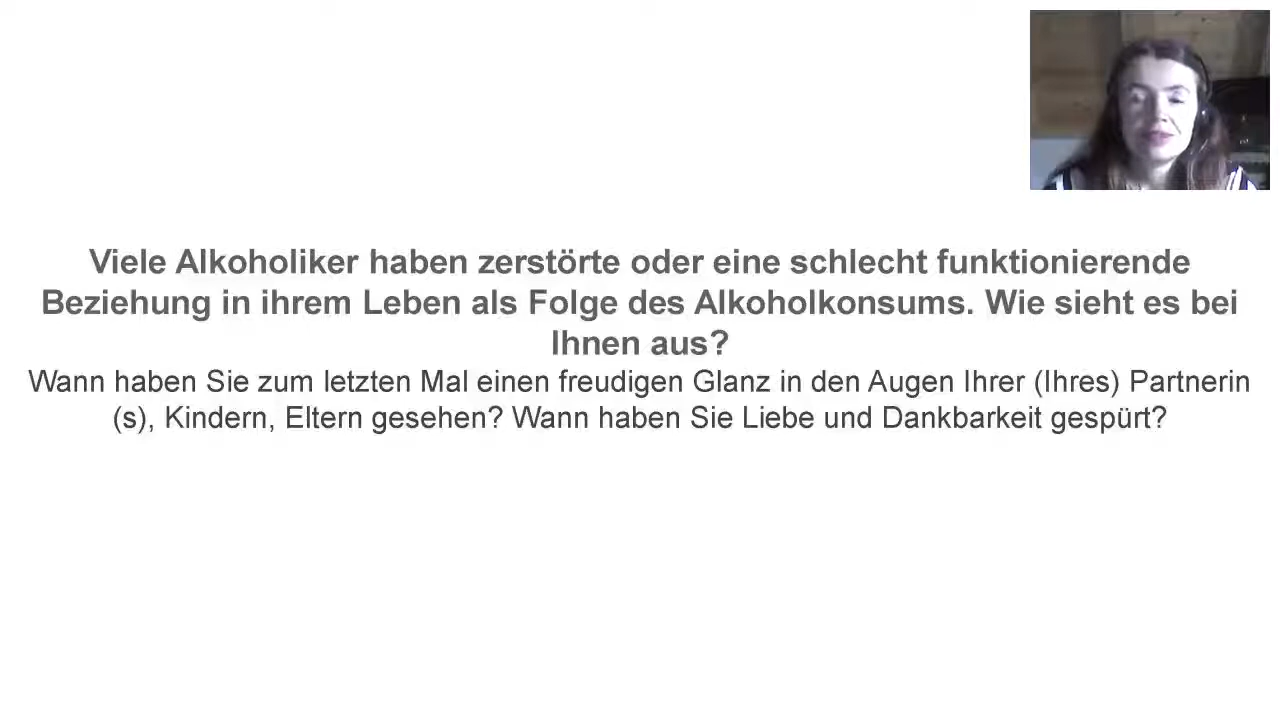 Viele Alkoholiker haben zerstörte oder eine schlecht funktionierende
Beziehung in ihrem Leben als Folge des Alkoholkonsums. Wie sieht es bei
Ihnen aus?
Wann haben Sie zum letzten Mal einen freudigen Glanz in den Augen Ihrer (Ihres) Partnerin
(s), Kindern, Eltern gesehen? Wann haben Sie Liebe und Dankbarkeit gespürt?